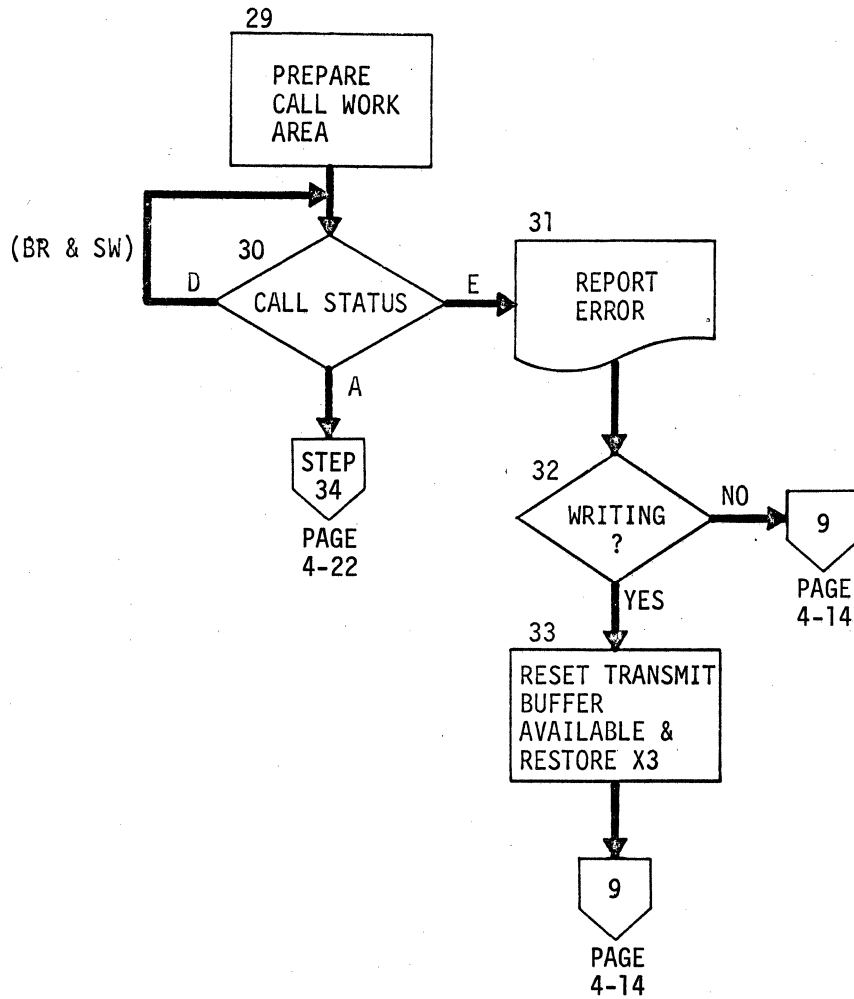 29
PREPARE
CALL WORK
AREA
(BR & SW)
D
30
CALL STATUS
E
A
STEP
34
PAGE
4-22
31
REPORT
ERROR
32
WRITING
?
NO
9
PAGE
4-14
YES
33
RESET TRANSMIT
BUFFER
AVAILABLE &
RESTORE X3
9
PAGE
4-14